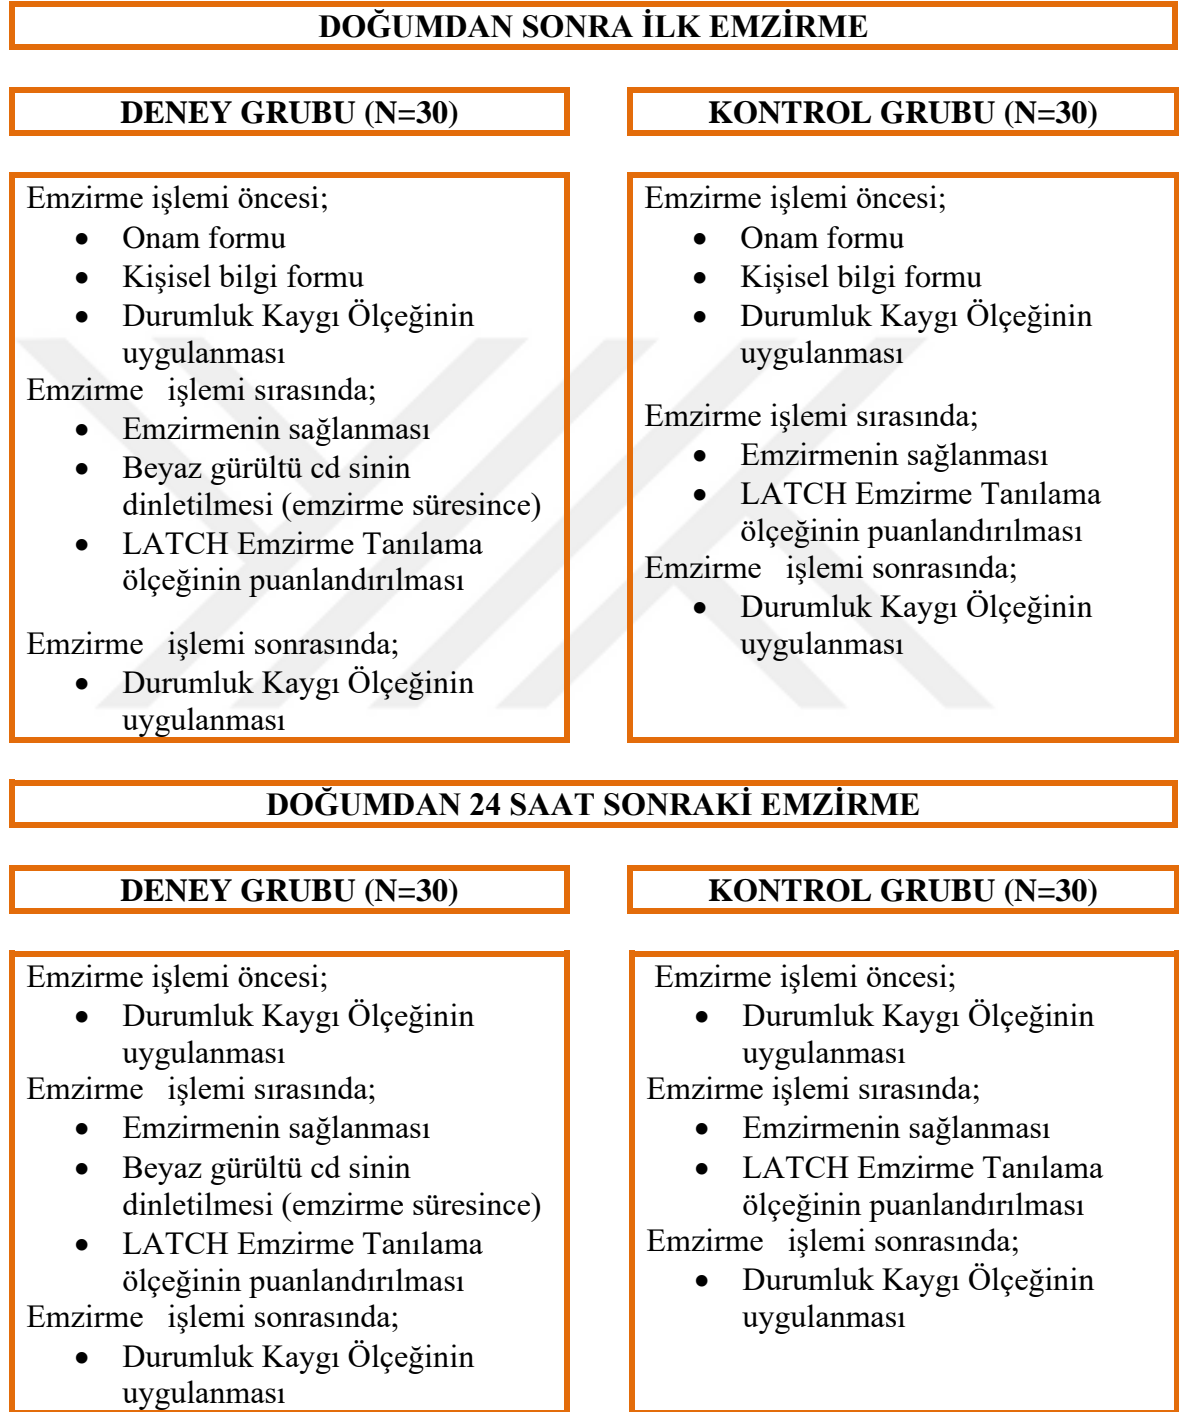 DOĞUMDAN SONRA İLK EMZİRME
DENEY GRUBU (N=30)
Emzirme işlemi öncesi;
• Onam formu
• Kişisel bilgi formu
• Durumluk Kaygı Ölçeğinin
uygulanması
Emzirme işlemi sırasında;
• Emzirmenin sağlanması
• Beyaz gürültü cd sinin
dinletilmesi (emzirme süresince)
• LATCH Emzirme Tanılama
ölçeğinin puanlandırılması
Emzirme işlemi sonrasında;
• Durumluk Kaygı Ölçeğinin
uygulanması
KONTROL GRUBU (N=30)
Emzirme işlemi öncesi;
• Onam formu
• Kişisel bilgi formu
• Durumluk Kaygı Ölçeğinin
uygulanması
Emzirme işlemi sırasında;
• Emzirmenin sağlanması
• LATCH Emzirme Tanılama
ölçeğinin puanlandırılması
Emzirme işlemi sonrasında;
• Durumluk Kaygı Ölçeğinin
uygulanması
DOĞUMDAN 24 SAAT SONRAKİ EMZİRME
DENEY GRUBU (N=30)
Emzirme işlemi öncesi;
• Durumluk Kaygı Ölçeğinin
uygulanması
Emzirme işlemi sırasında;
• Emzirmenin sağlanması
• Beyaz gürültü cd sinin
dinletilmesi (emzirme süresince)
• LATCH Emzirme Tanılama
ölçeğinin puanlandırılması
Emzirme işlemi sonrasında;
• Durumluk Kaygı Ölçeğinin
uygulanması
KONTROL GRUBU (N=30)
Emzirme işlemi öncesi;
• Durumluk Kaygı Ölçeğinin
uygulanması
Emzirme işlemi sırasında;
• Emzirmenin sağlanması
• LATCH Emzirme Tanılama
ölçeğinin puanlandırılması
Emzirme işlemi sonrasında;
• Durumluk Kaygı Ölçeğinin
uygulanması